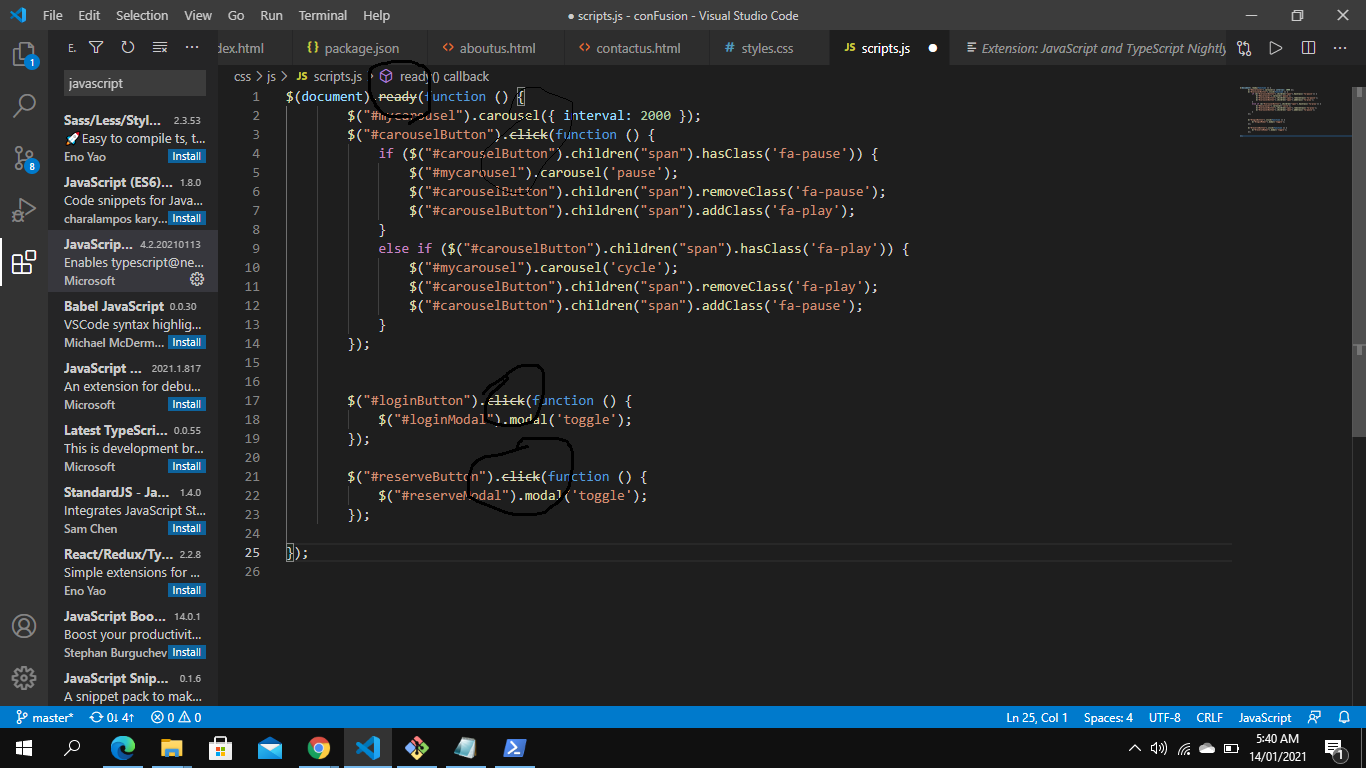 File Edit Selection View Go Run Terminal Help
● scripts.js - conFusion - Visual Studio Code
E.
dex.html
{} package.json
<> aboutus.html
<> contactus.html
# styles.css
JS scripts.js ●
Extension: JavaScript and TypeScript Nightly
css > js > JS scripts.js > ready() callback
javascript
Sass/Less/Styl... 2.3.53
🚀Easy to compile ts, t...
Eno Yao Install
JavaScript (ES6)... 1.8.0
Code snippets for Java...
charalampos kary... Install
JavaScrip... 4.2.20210113
Enables typescript@ne...
Microsoft
Babel JavaScript 0.0.30
VSCode syntax highlig...
Michael McDerm... Install
JavaScript ... 2021.1.817
An extension for debu...
Microsoft Install
Latest TypeScri... 0.0.55
This is development br...
Microsoft Install
StandardJS - Ja... 1.4.0
Integrates JavaScript St...
Sam Chen Install
React/Redux/Ty... 2.2.8
Simple extensions for ...
Eno Yao Install
JavaScript Boo... 14.0.1
Boost your productivit...
Stephan Burguchev Install
JavaScript Snip... 0.1.6
A snippet pack to mak...
1 $(document).ready(function () {
2 $("#mycarousel").carousel({ interval: 2000 });
3 $("#carouselButton").click(function () {
4 if ($("#carouselButton").children("span").hasClass('fa-pause')) {
5 $("#mycarousel").carousel('pause');
6 $("#carouselButton").children("span").removeClass('fa-pause');
7 $("#carouselButton").children("span").addClass('fa-play');
8 }
9 else if ($("#carouselButton").children("span").hasClass('fa-play')) {
10 $("#mycarousel").carousel('cycle');
11 $("#carouselButton").children("span").removeClass('fa-play');
12 $("#carouselButton").children("span").addClass('fa-pause');
13 }
14 });
15
16
17 $("#loginButton").click(function () {
18 $("#loginModal").modal('toggle');
19 });
20
21 $("#reserveButton").click(function () {
22 $("#reserveModal").modal('toggle');
23 });
24
25 });
26
1
8
master* 0↓ 4↑ 0 0
Ln 25, Col 1 Spaces: 4 UTF-8 CRLF JavaScript
5:40 AM
14/01/2021
1